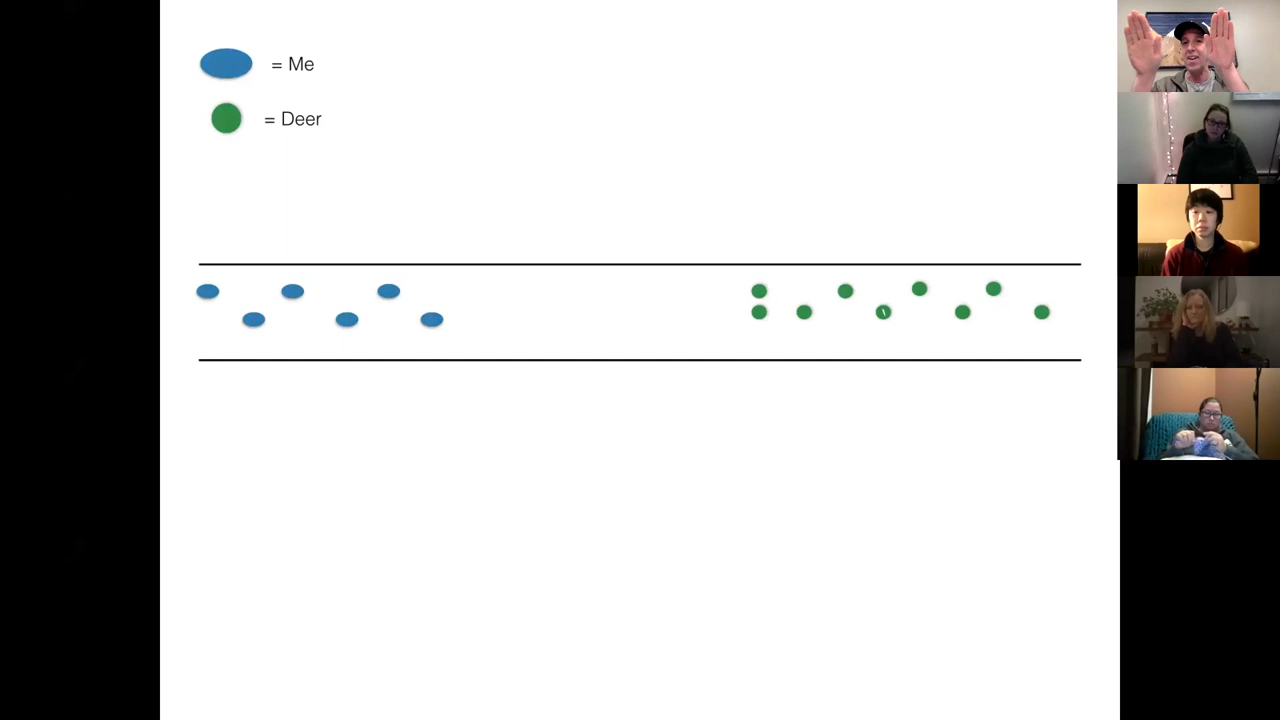 = Me
= Deer